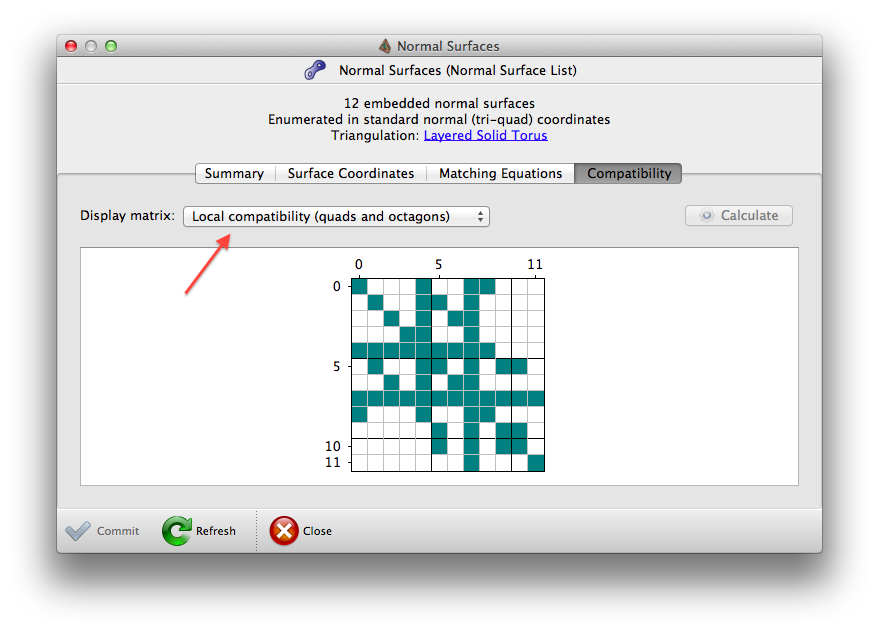 Normal Surfaces
Normal Surfaces (Normal Surface List)
12 embedded normal surfaces
Enumerated in standard normal (tri-quad) coordinates
Triangulation: Layered Solid Torus
Summary Surface Coordinates Matching Equations Compatibility
Display matrix: Local compatibility (quads and octagons) Calculate
0 5 11
0
5
10
11
Commit Refresh Close